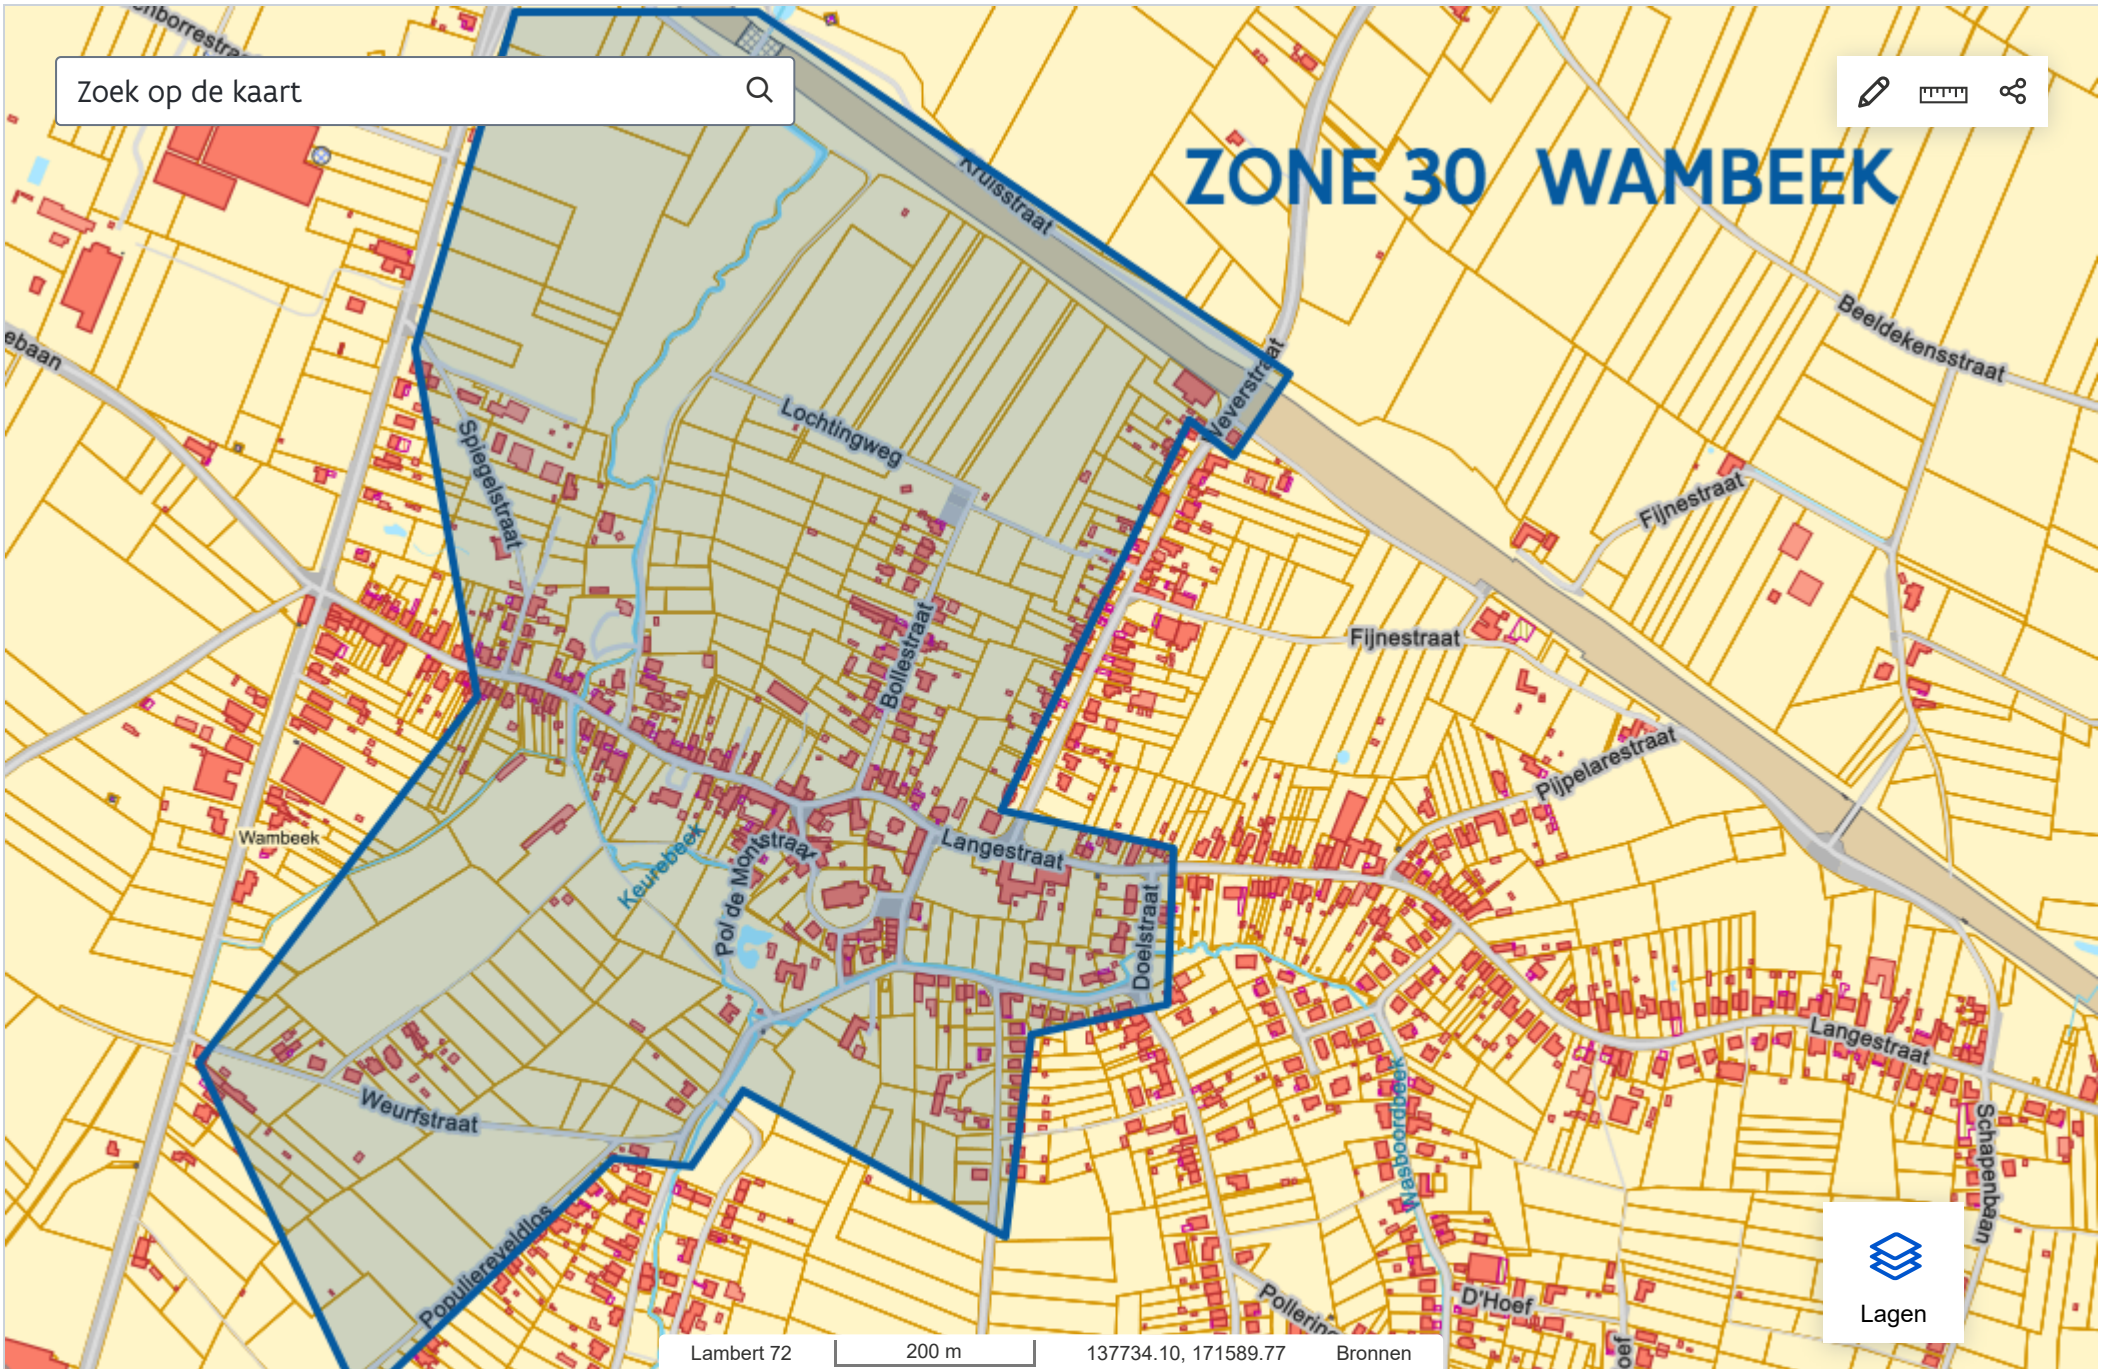 Zoek op de kaart
ZONE 30 WAMBEEK
Kruisstraat
Beeldekensstraat
ebaan
Lochtingweg
Spiegelstraat
Fijnestraat
Fijnestraat
Bollestraat
Pijpelarestraat
Wambeek
Langestraat
Keurebeek
Pol de Montstraat
Doelstraat
Langestraat
Weurfstraat
Wasboordbeek
Schapenbaan
Populiereveldlos
D'Hoef
Lagen
Lambert 72
200 m
137734.10, 171589.77
Bronnen